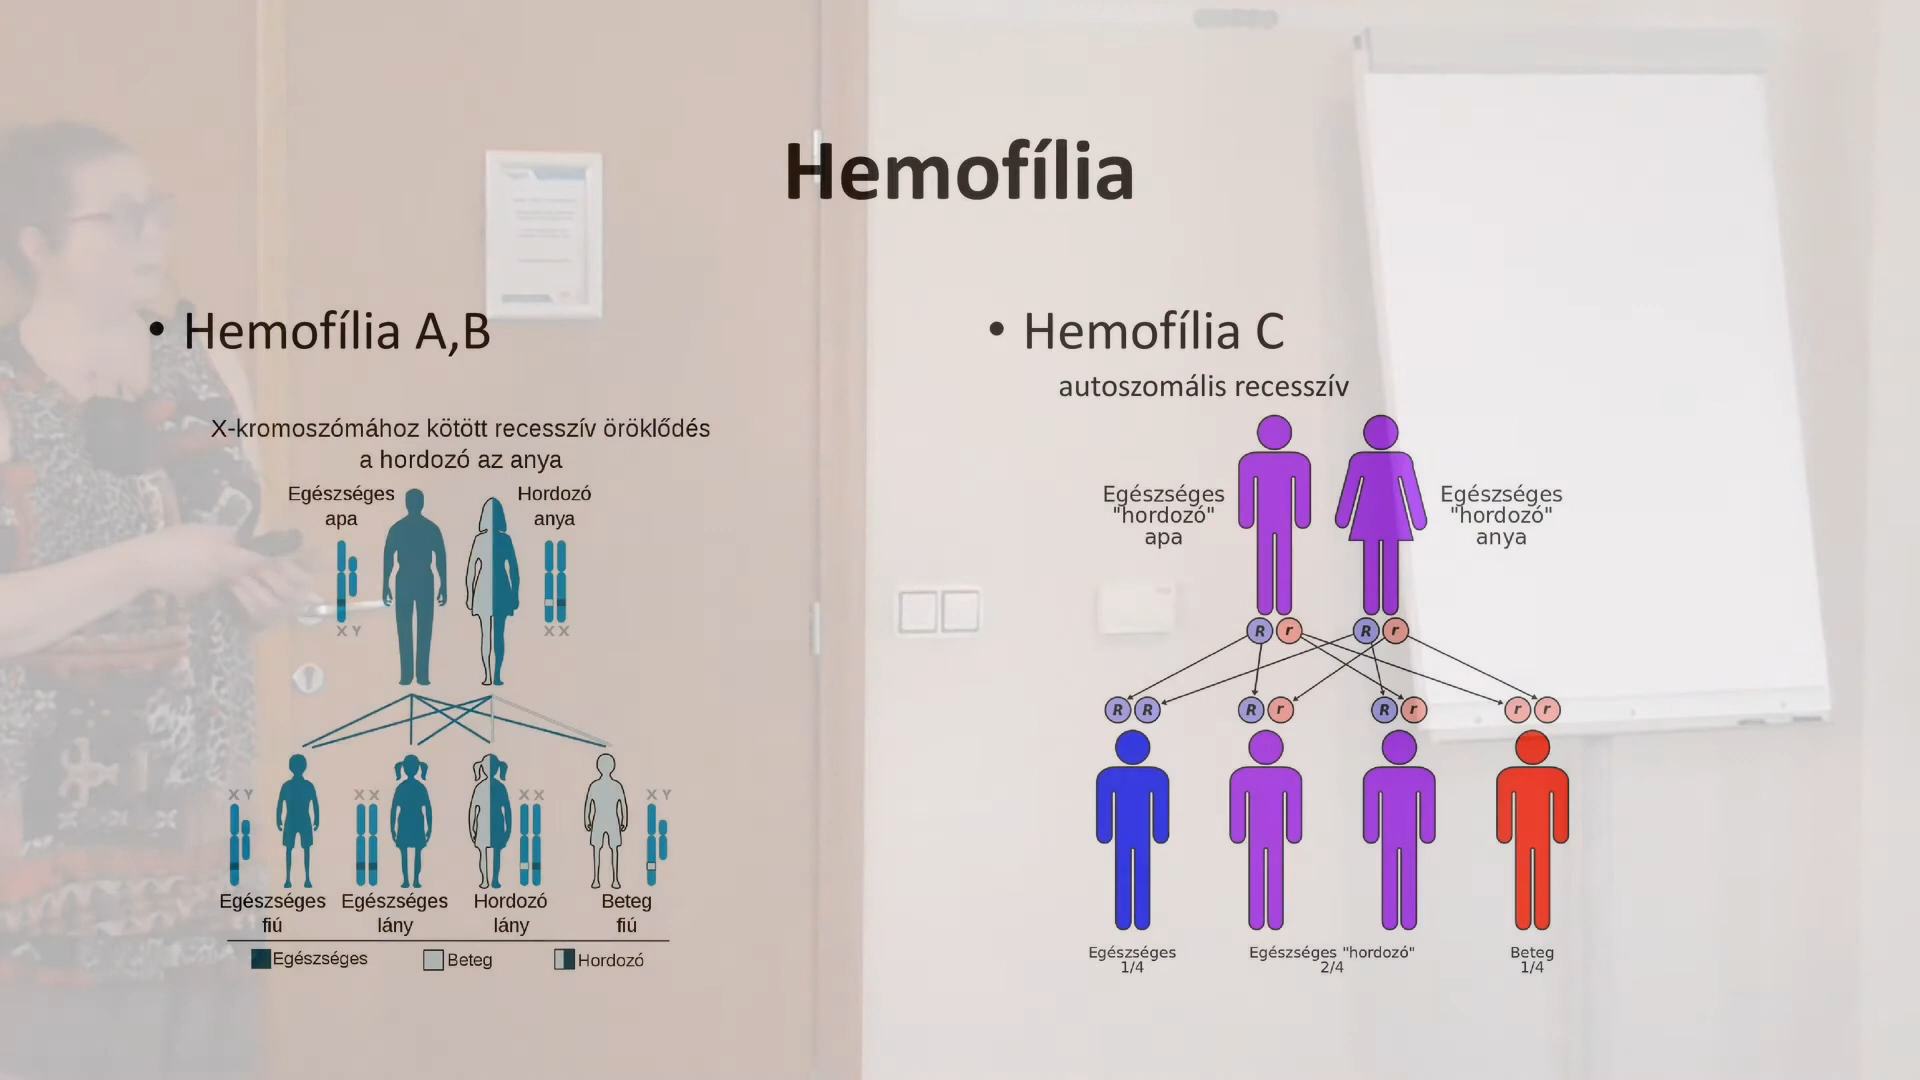 Hemofília
• Hemofília A,B
X-kromoszómához kötött recesszív öröklődés
a hordozó az anya
Egészséges
apa
Hordozó
anya
X Y
X X
X Y
X X
X X
X Y
Egészséges
fiú
Egészséges
lány
Hordozó
lány
Beteg
fiú
Egészséges
Beteg
Hordozó
• Hemofília C
autoszomális recesszív
Egészséges
"hordozó"
apa
Egészséges
"hordozó"
anya
R r
R r
R R
R r
R r
r r
Egészséges
1/4
Egészséges "hordozó"
2/4
Beteg
1/4